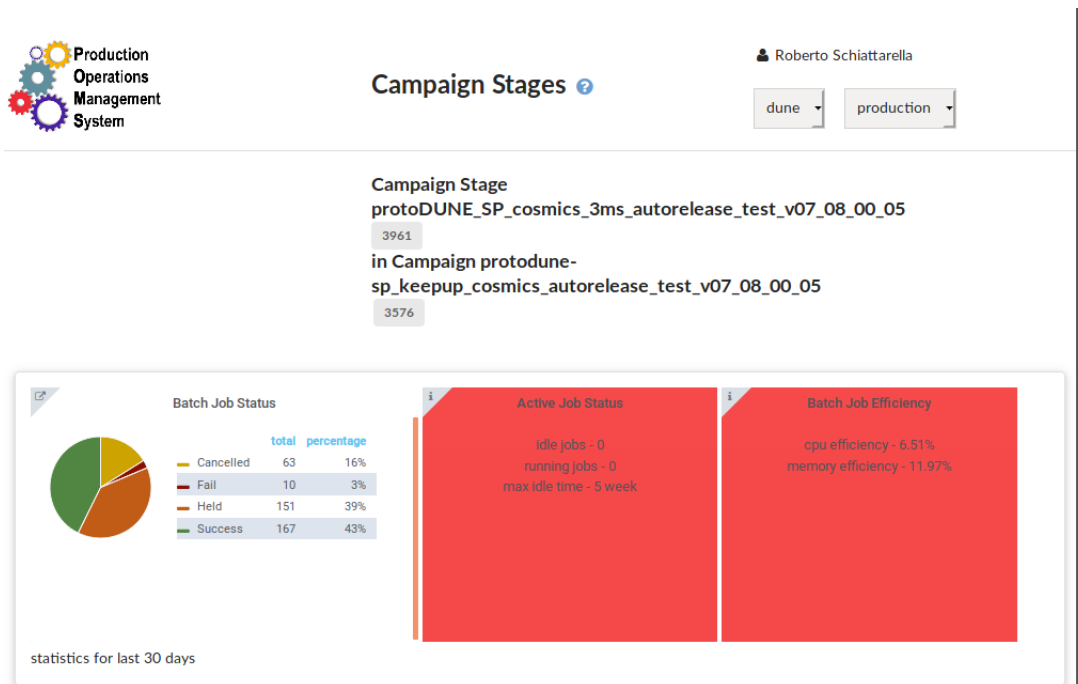 Production
Operations
Management
System
Campaign Stages ?
Roberto Schiattarella
dune
production
Campaign Stage
protoDUNE_SP_cosmics_3ms_autorelease_test_v07_08_00_05
3961
in Campaign protodune-
sp_keepup_cosmics_autorelease_test_v07_08_00_05
3576
Batch Job Status
total percentage
Cancelled 63 16%
Fail 10 3%
Held 151 39%
Success 167 43%
i
Active Job Status
idle jobs - 0
running jobs - 0
max idle time - 5 week
i
Batch Job Efficiency
cpu efficiency - 6.51%
memory efficiency - 11.97%
statistics for last 30 days